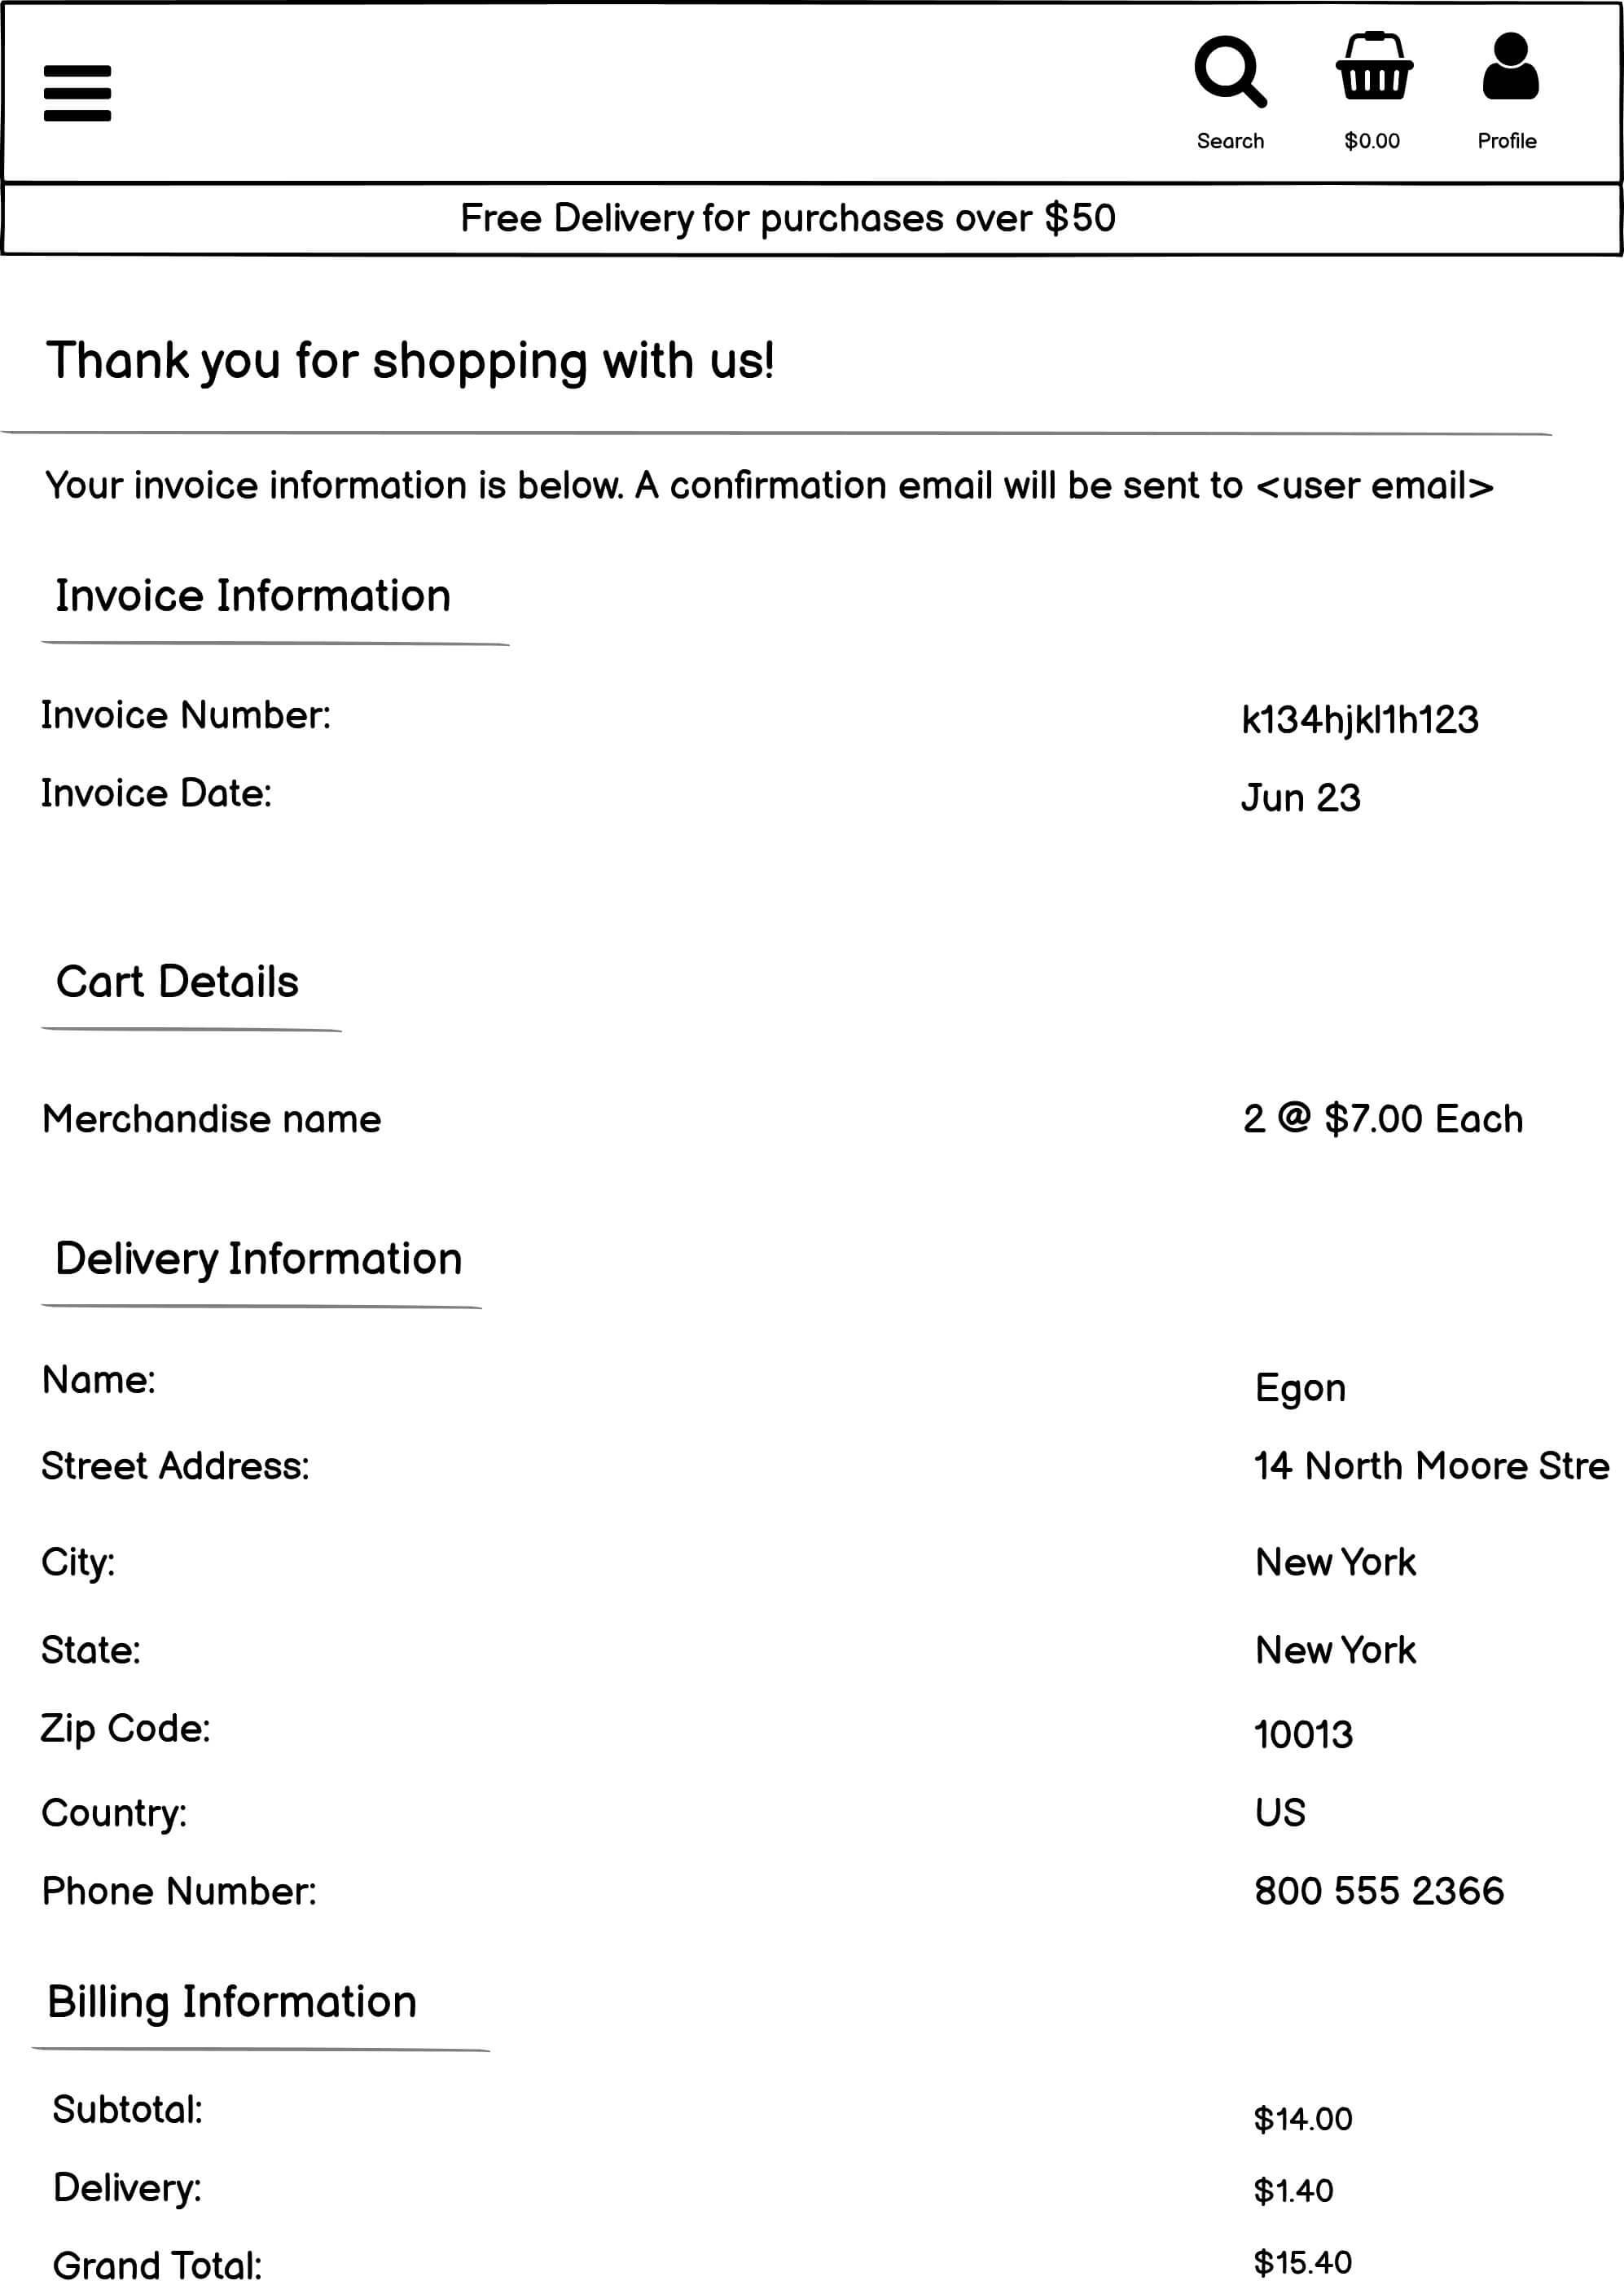 Search $0.00 Profile
Free Delivery for purchases over $50
Thank you for shopping with us!
Your invoice information is below. A confirmation email will be sent to <user email>
Invoice Information
Invoice Number: k134hjkl1h123
Invoice Date: Jun 23
Cart Details
Merchandise name 2 @ $7.00 Each
Delivery Information
Name: Egon
Street Address: 14 North Moore Stre
City: New York
State: New York
Zip Code: 10013
Country: US
Phone Number: 800 555 2366
Billing Information
Subtotal: $14.00
Delivery: $1.40
Grand Total: $15.40